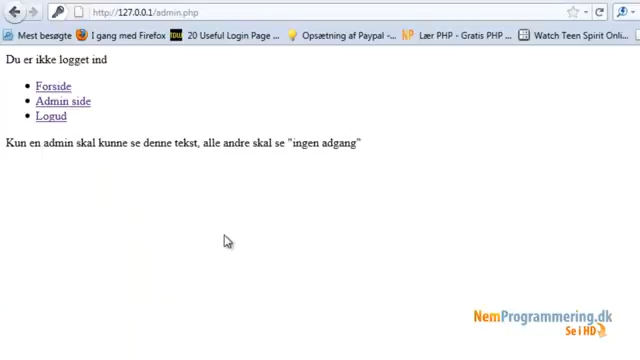 http://127.0.0.1/admin.php
Mest besøgte I gang med Firefox 20 Useful Login Page ... Opsætning af Paypal -... Lær PHP - Gratis PHP ... Watch Teen Spirit Onli...
Du er ikke logget ind
Forside
Admin side
Logud
Kun en admin skal kunne se denne tekst, alle andre skal se "ingen adgang"
NemProgrammering.dk
Se i HD